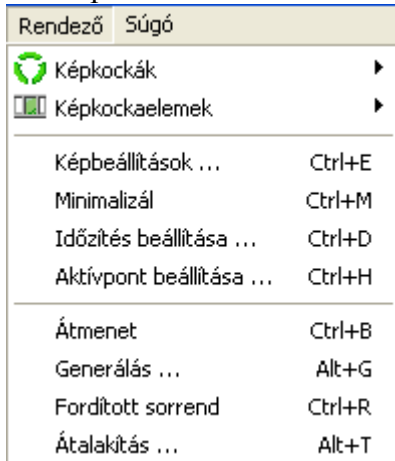 Rendező Súgó
Képkockák
Képkockaelemek
Képbeállítások ... Ctrl+E
Minimalizál Ctrl+M
Időzítés beállítása ... Ctrl+D
Aktívpont beállítása ... Ctrl+H
Átmenet Ctrl+B
Generálás ... Alt+G
Fordított sorrend Ctrl+R
Átalakítás ... Alt+T